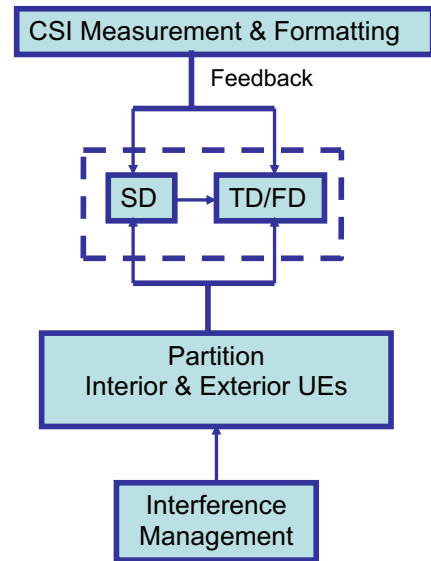 CSI Measurement & Formatting
Feedback
SD
TD/FD
Partition
Interior & Exterior UEs
Interference
Management